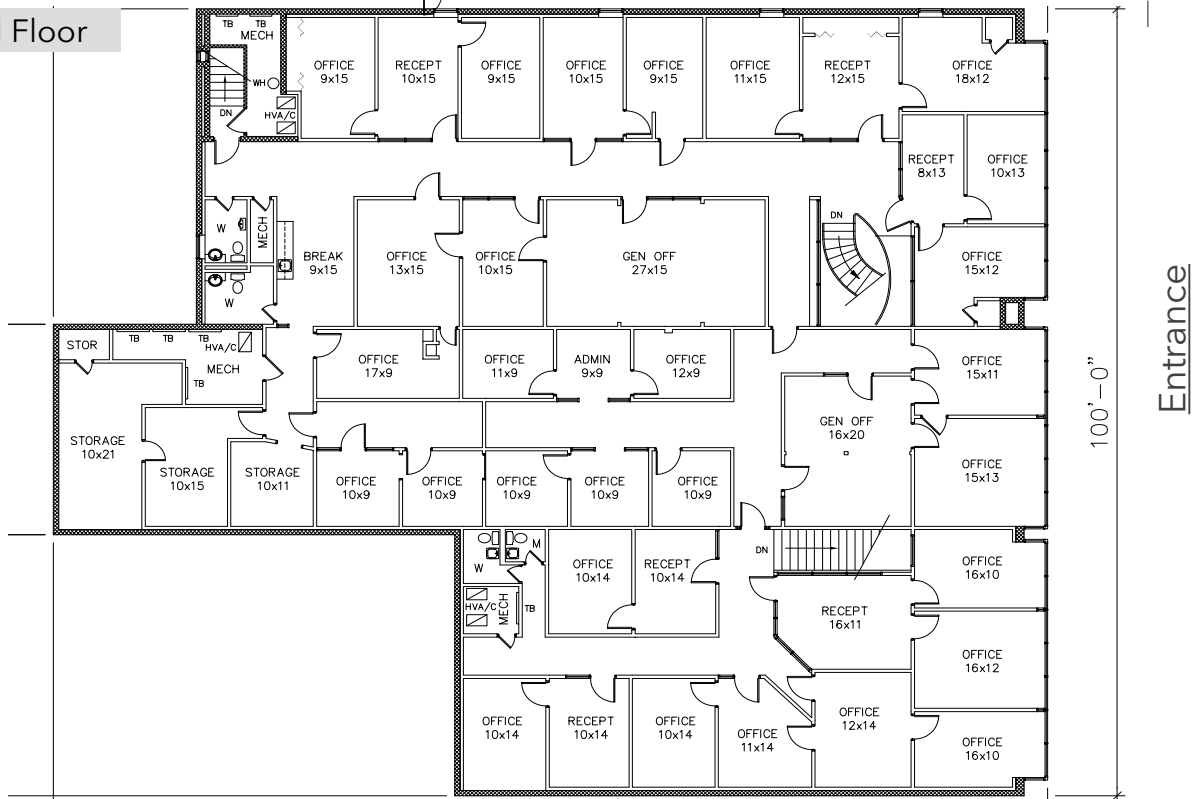 Floor
TB TB
MECH
WH
HVA/C
DN
OFFICE
9x15
RECEPT
10x15
OFFICE
9x15
OFFICE
10x15
OFFICE
9x15
OFFICE
11x15
RECEPT
12x15
OFFICE
18x12
RECEPT
8x13
OFFICE
10x13
W
MECH
W
BREAK
9x15
OFFICE
13x15
OFFICE
10x15
GEN OFF
27x15
DN
OFFICE
15x12
STOR
TB TB TB
HVA/C
MECH
TB
OFFICE
17x9
OFFICE
11x9
ADMIN
9x9
OFFICE
12x9
OFFICE
15x11
GEN OFF
16x20
STORAGE
10x21
STORAGE
10x15
STORAGE
10x11
OFFICE
10x9
OFFICE
10x9
OFFICE
10x9
OFFICE
10x9
OFFICE
10x9
OFFICE
15x13
W
M
HVA/C
MECH
TB
OFFICE
10x14
RECEPT
10x14
DN
RECEPT
16x11
OFFICE
16x10
OFFICE
16x12
OFFICE
10x14
RECEPT
10x14
OFFICE
10x14
OFFICE
11x14
OFFICE
12x14
OFFICE
16x10
100'-0"
Entrance